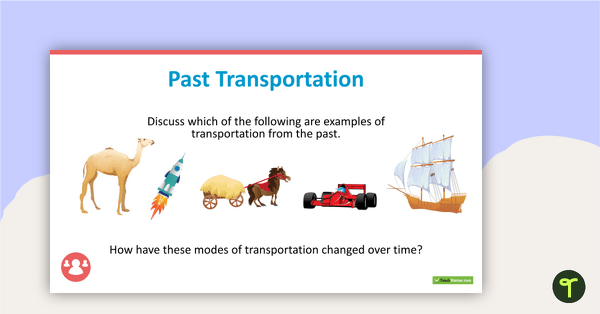 Past Transportation
Discuss which of the following are examples of
transportation from the past.
How have these modes of transportation changed over time?